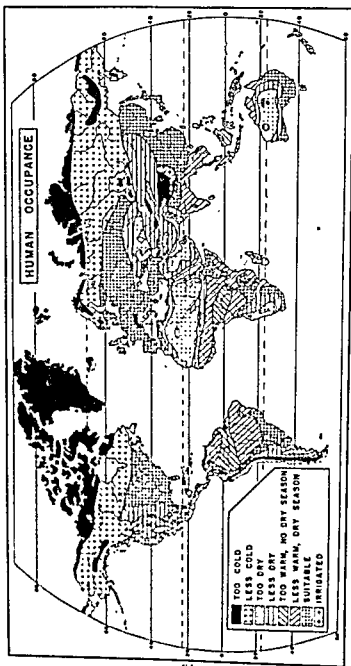 HUMAN OCCUPANCE
TOO COLD
LESS COLD
TOO DRY
LESS DRY
TOO WARM, NO DRY SEASON
LESS WARM, DRY SEASON
SUITABLE
IRRIGATED